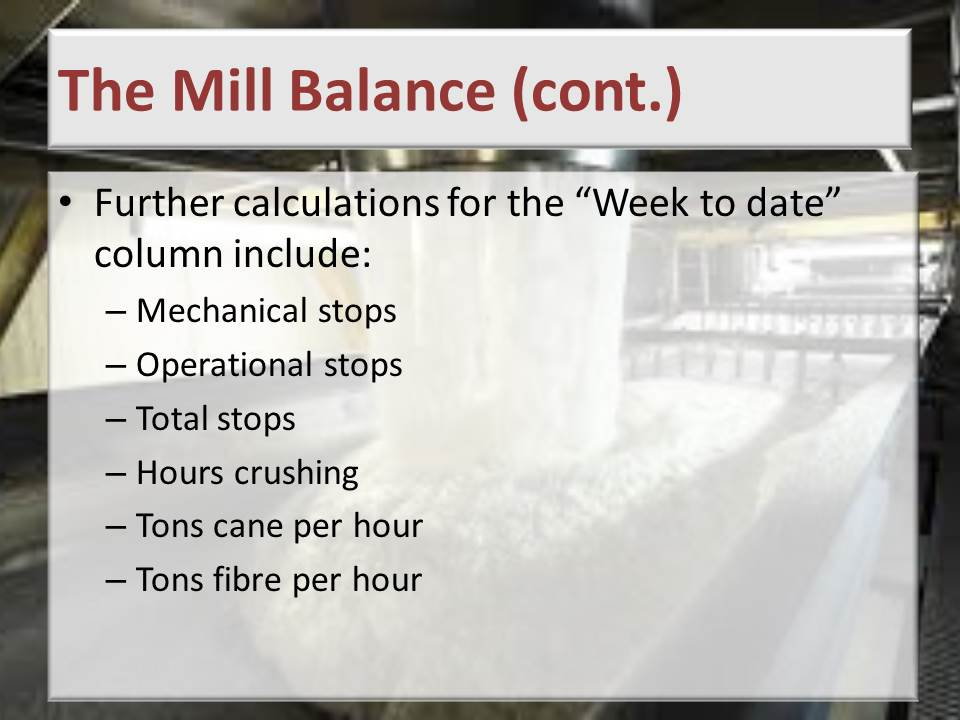 The Mill Balance (cont.)
• Further calculations for the “Week to date”
column include:
– Mechanical stops
– Operational stops
– Total stops
– Hours crushing
– Tons cane per hour
– Tons fibre per hour